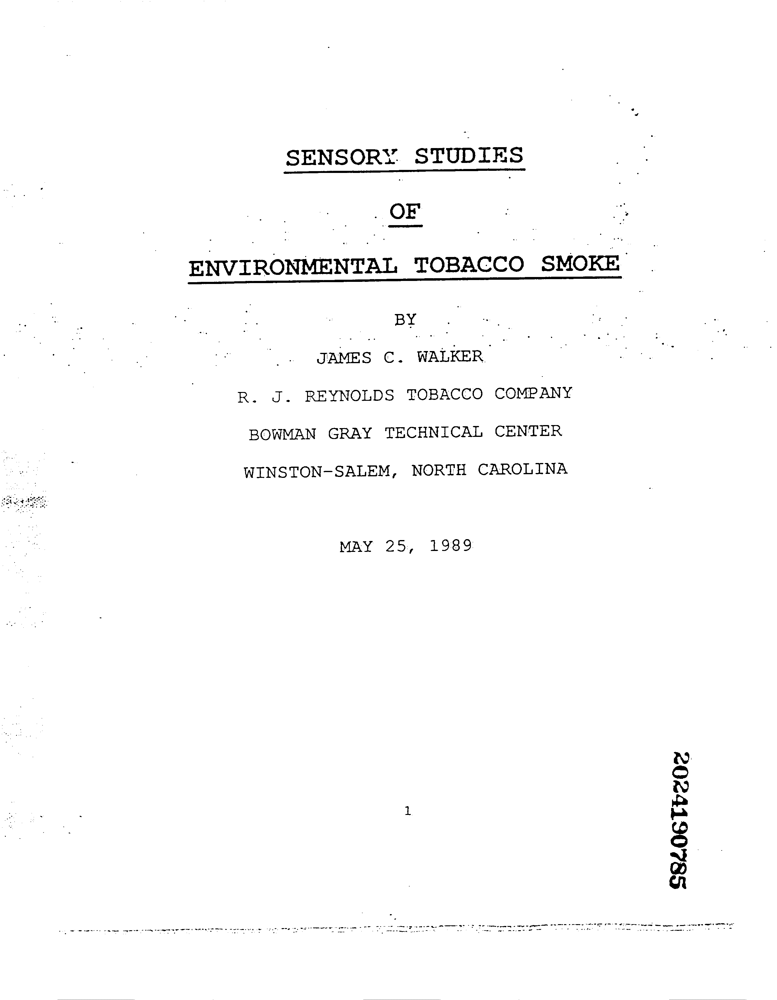 SENSORY STUDIES
OF
ENVIRONMENTAL TOBACCO SMOKE
BY
JAMES C. WALKER
R. J. REYNOLDS TOBACCO COMPANY
BOWMAN GRAY TECHNICAL CENTER
WINSTON-SALEM, NORTH CAROLINA
MAY 25, 1989
1
2024190785